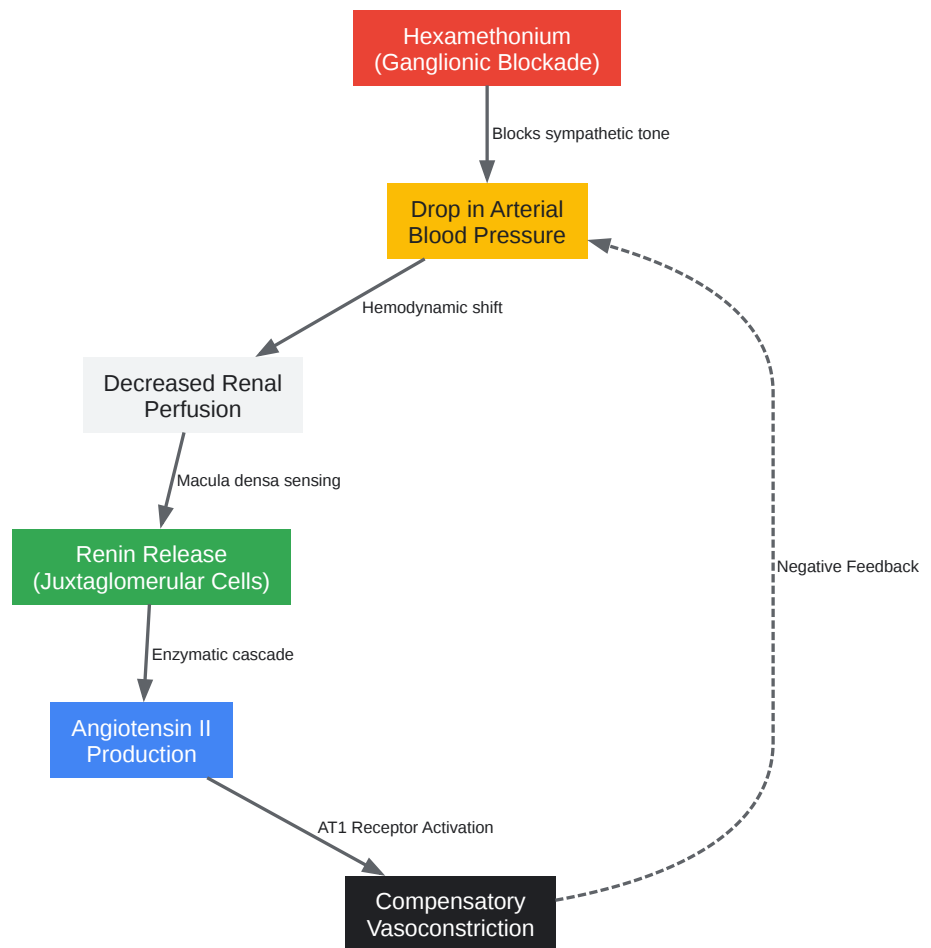 Hexamethonium
(Ganglionic Blockade)
Blocks sympathetic tone
Drop in Arterial
Blood Pressure
Hemodynamic shift
Decreased Renal
Perfusion
Macula densa sensing
Renin Release
(Juxtaglomerular Cells)
Negative Feedback
Enzymatic cascade
Angiotensin II
Production
AT1 Receptor Activation
Compensatory
Vasoconstriction